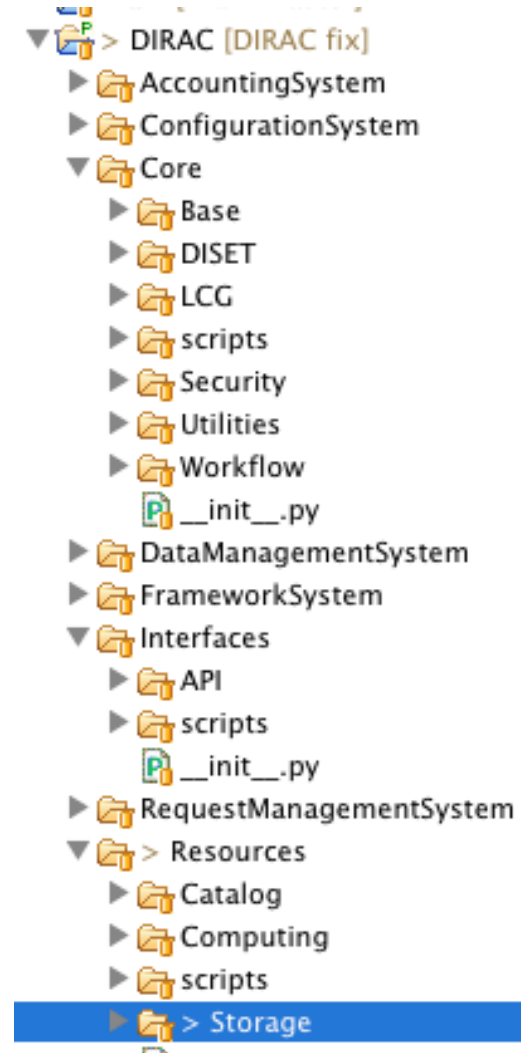 > DIRAC [DIRAC fix]
AccountingSystem
ConfigurationSystem
Core
Base
DISET
LCG
scripts
Security
Utilities
Workflow
__init__.py
DataManagementSystem
FrameworkSystem
Interfaces
API
scripts
__init__.py
RequestManagementSystem
> Resources
Catalog
Computing
scripts
> Storage